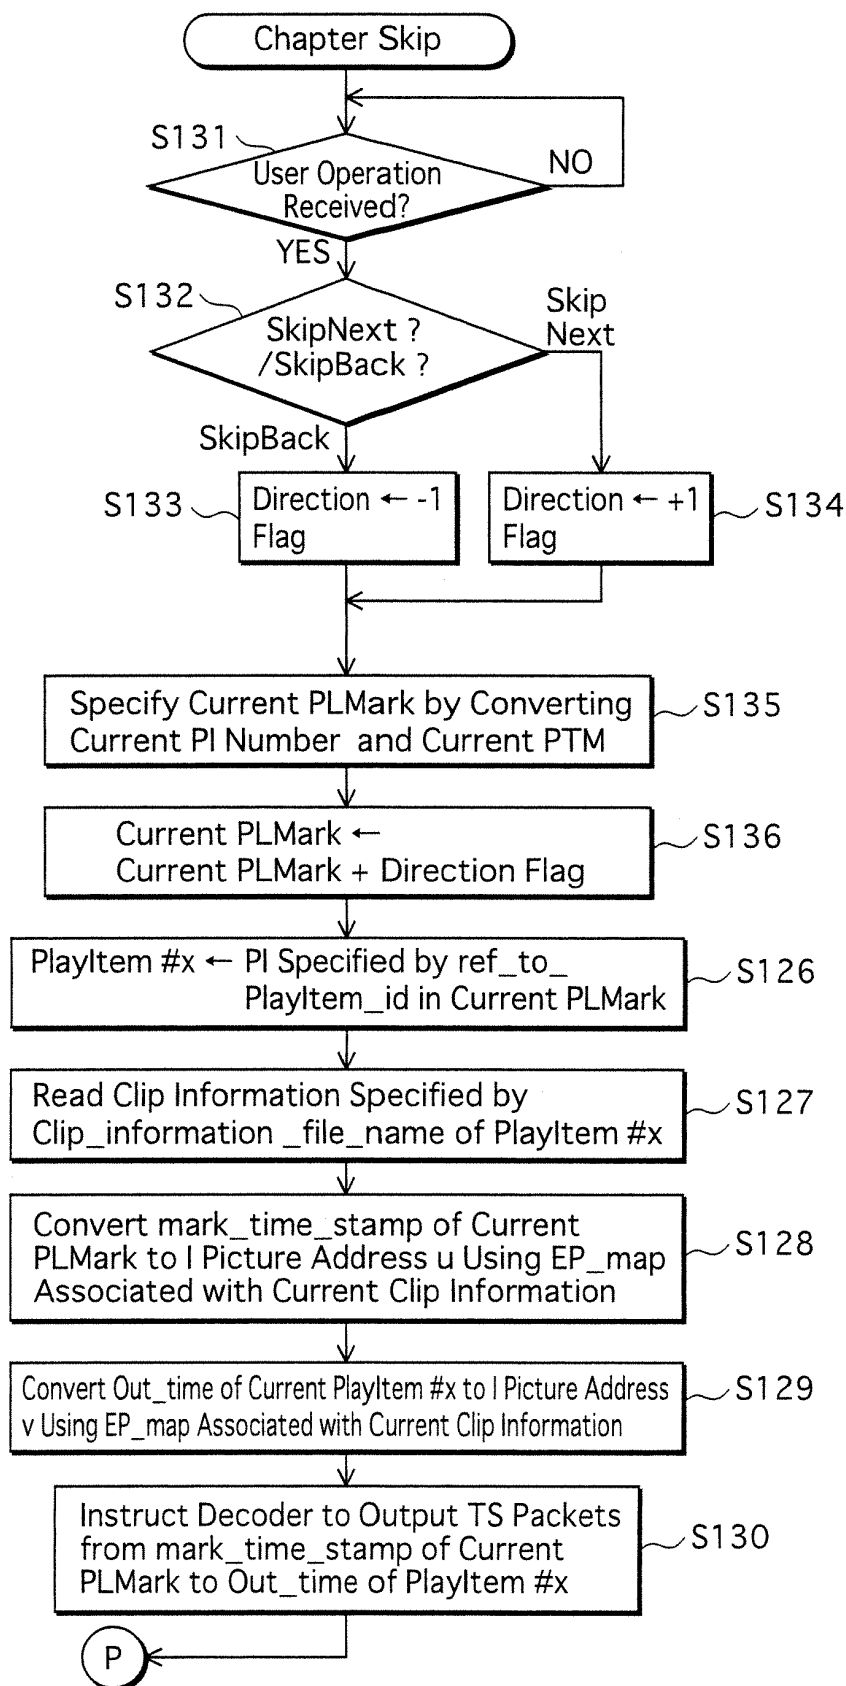 Chapter Skip
S131
User Operation
Received?
NO
YES
S132
SkipNext ?
/SkipBack ?
Skip
Next
SkipBack
S133
Direction ← -1
Flag
Direction ← +1
Flag
S134
Specify Current PLMark by Converting
Current PI Number and Current PTM
S135
Current PLMark ←
Current PLMark + Direction Flag
S136
PlayItem #x ← PI Specified by ref_to_
PlayItem_id in Current PLMark
S126
Read Clip Information Specified by
Clip_information _file_name of PlayItem #x
S127
Convert mark_time_stamp of Current
PLMark to I Picture Address u Using EP_map
Associated with Current Clip Information
S128
Convert Out_time of Current PlayItem #x to I Picture Address
v Using EP_map Associated with Current Clip Information
S129
Instruct Decoder to Output TS Packets
from mark_time_stamp of Current
PLMark to Out_time of PlayItem #x
S130
P